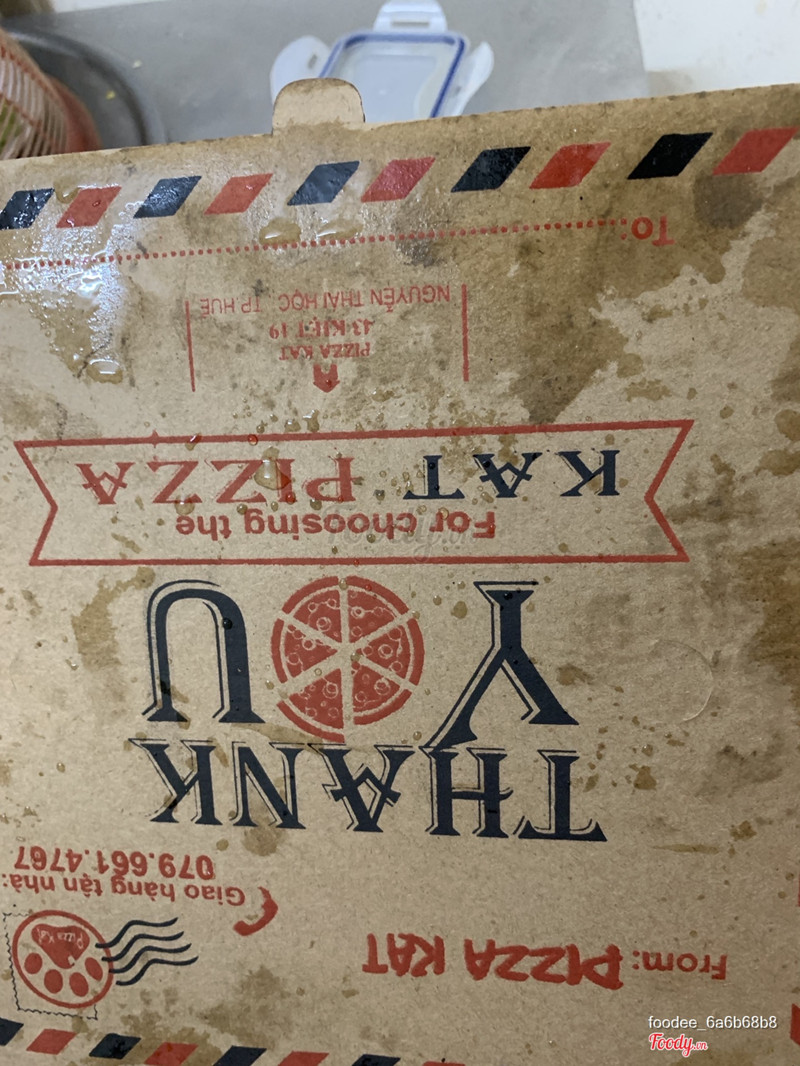 From: PIZZA KAT
Pizza Kat
Giao hàng tận nhà:
079.661.4767
THANK
YOU
For choosing the
KAT PIZZA
PIZZA KAT
43 KIỆT 19
NGUYỄN THÁI HỌC TP. HUẾ
To:
foodee_6a6b68b8
Foody.vn